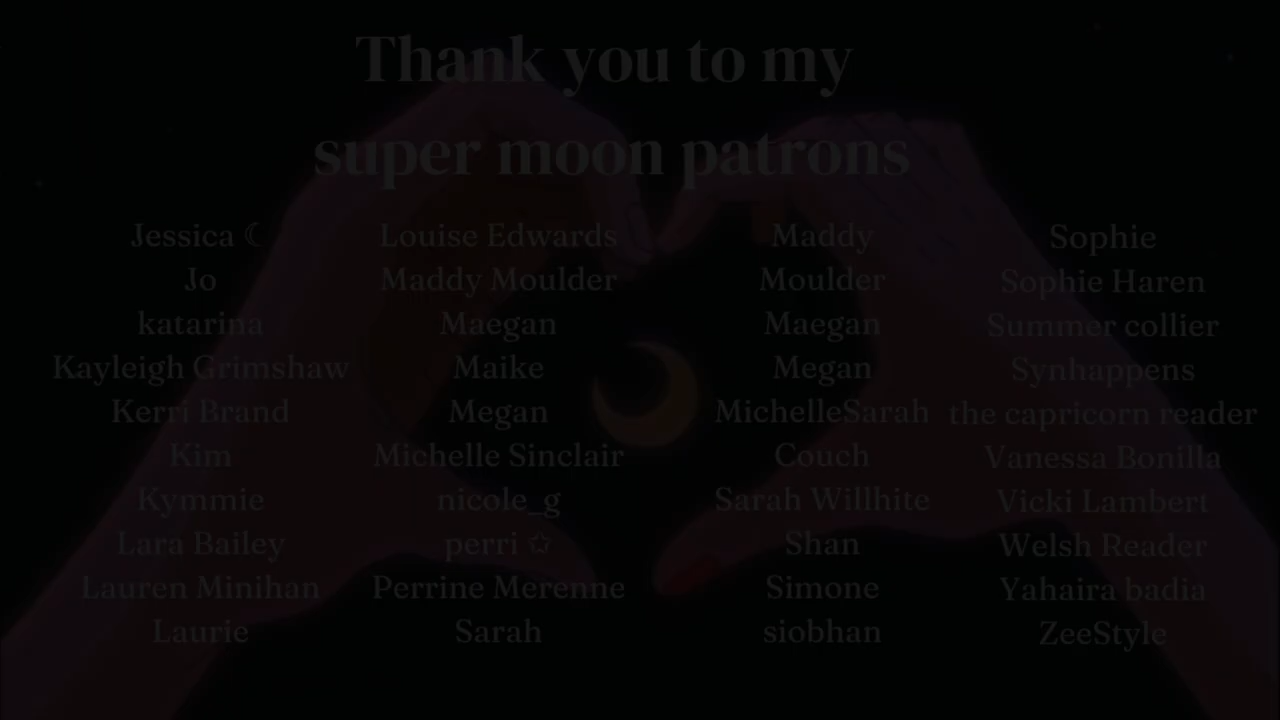 Thank you to my
super moon patrons
Jessica ☾
Jo
katarina
Kayleigh Grimshaw
Kerri Brand
Kim
Kymmie
Lara Bailey
Lauren Minihan
Laurie
Louise Edwards
Maddy Moulder
Maegan
Maike
Megan
Michelle Sinclair
nicole_g
perri ✩
Perrine Merenne
Sarah
Maddy
Moulder
Maegan
Megan
MichelleSarah
Couch
Sarah Willhite
Shan
Simone
siobhan
Sophie
Sophie Haren
Summer collier
Synhappens
the capricorn reader
Vanessa Bonilla
Vicki Lambert
Welsh Reader
Yahaira badia
ZeeStyle